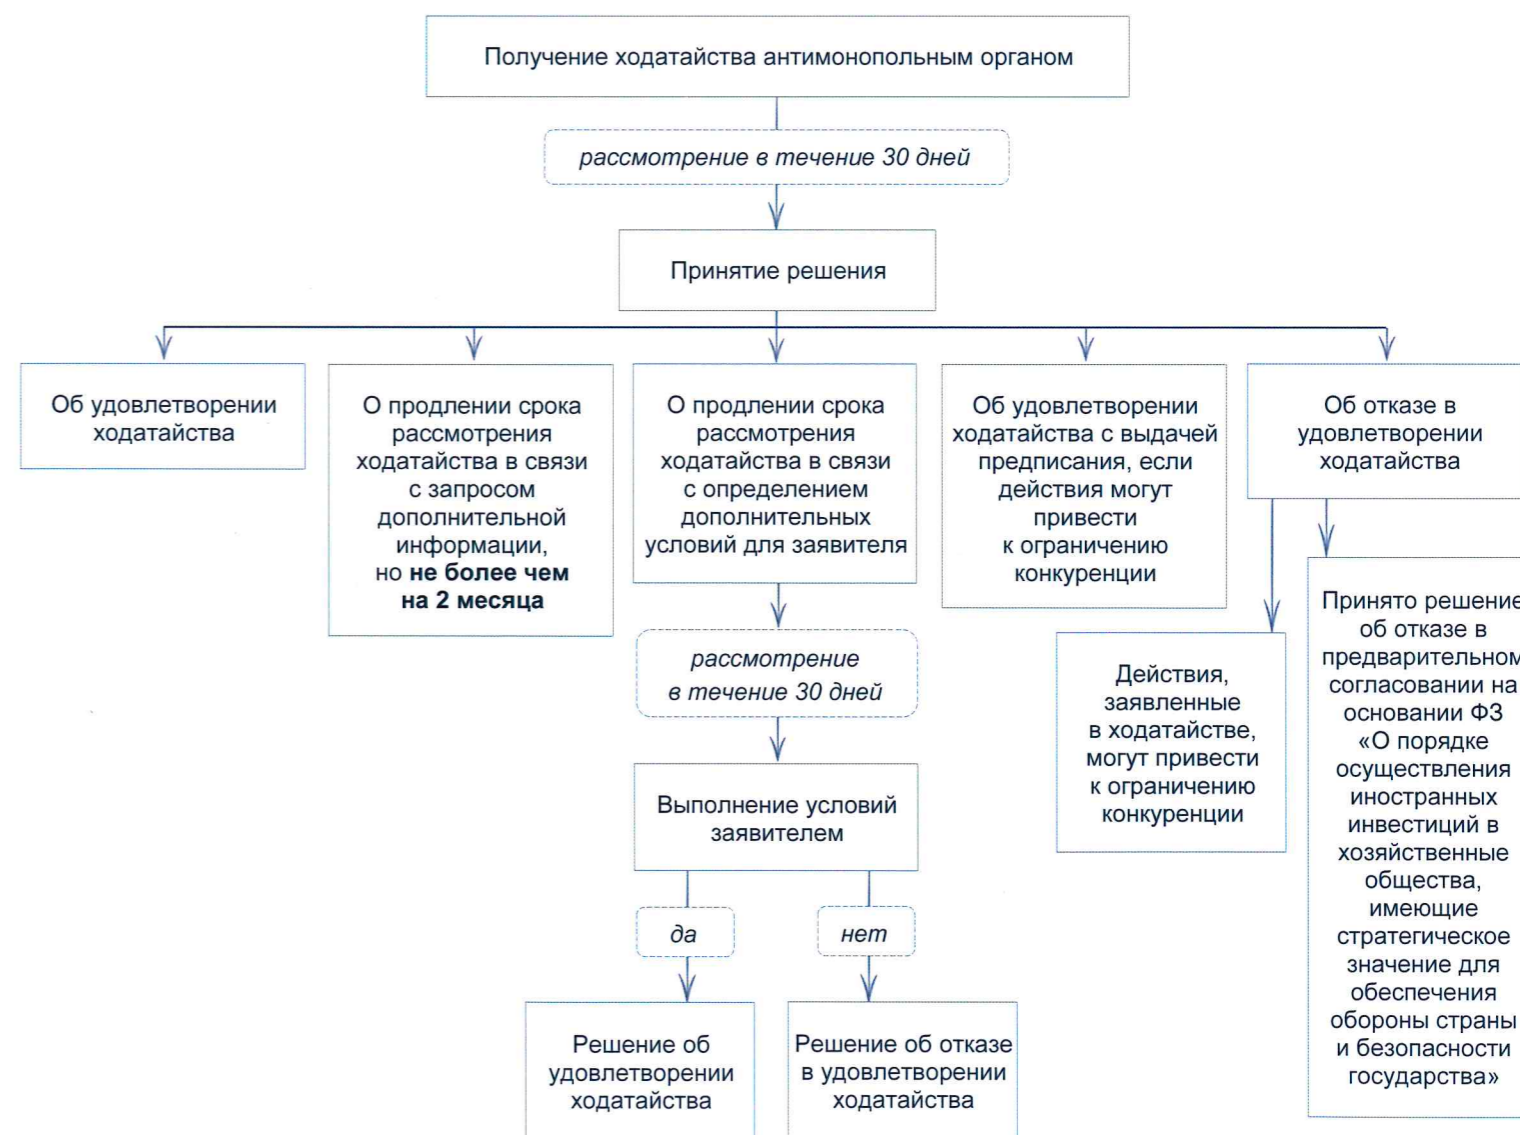 Получение ходатайства антимонопольным органом
рассмотрение в течение 30 дней
Принятие решения
Об удовлетворении
ходатайства
О продлении срока
рассмотрения
ходатайства в связи
с запросом
дополнительной
информации,
но не более чем
на 2 месяца
О продлении срока
рассмотрения
ходатайства в связи
с определением
дополнительных
условий для заявителя
Об удовлетворении
ходатайства с выдачей
предписания, если
действия могут
привести
к ограничению
конкуренции
Об отказе в
удовлетворении
ходатайства
рассмотрение
в течение 30 дней
Выполнение условий
заявителем
да
нет
Решение об
удовлетворении
ходатайства
Решение об отказе
в удовлетворении
ходатайства
Действия,
заявленные
в ходатайстве,
могут привести
к ограничению
конкуренции
Принято решение
об отказе в
предварительном
согласовании на
основании ФЗ
«О порядке
осуществления
иностранных
инвестиций в
хозяйственные
общества,
имеющие
стратегическое
значение для
обеспечения
обороны страны
и безопасности
государства»